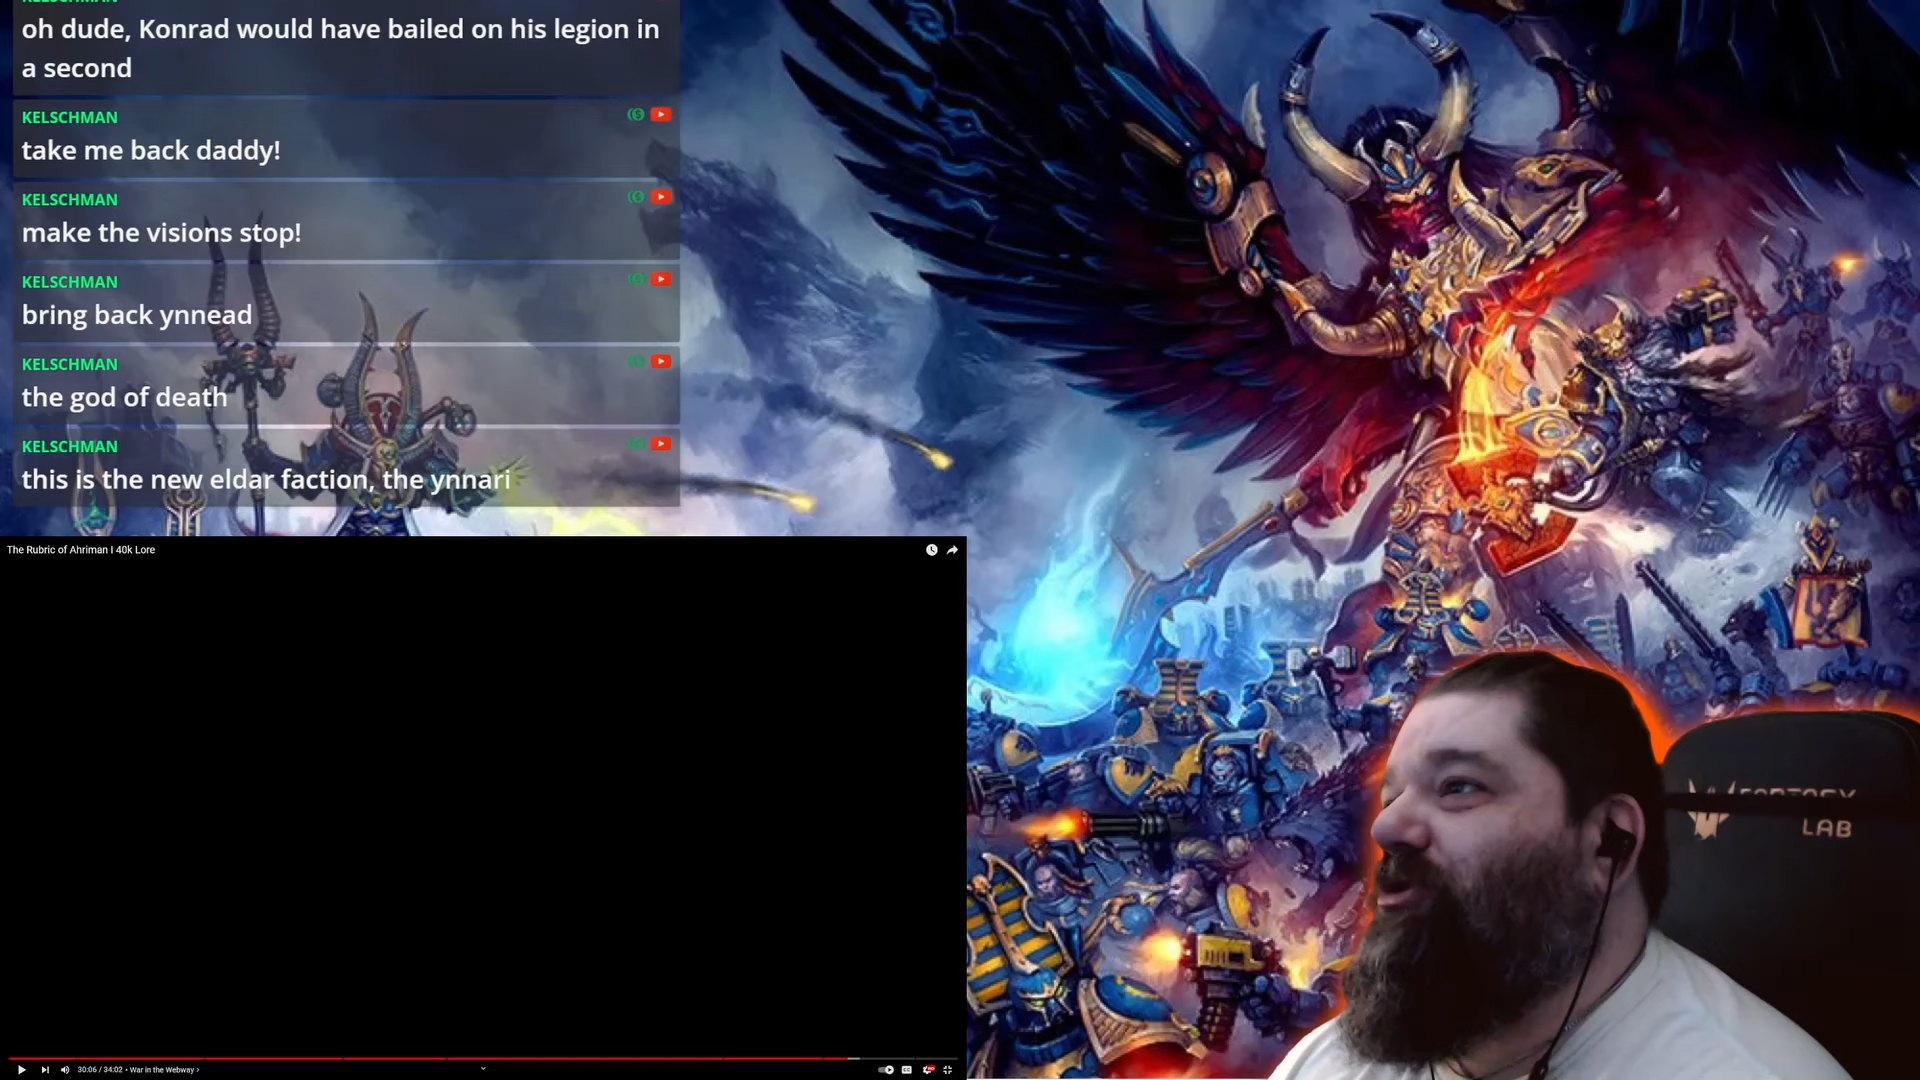 oh dude, Konrad would have bailed on his legion in
a second
KELSCHMAN
take me back daddy!
KELSCHMAN
make the visions stop!
KELSCHMAN
bring back ynnead
KELSCHMAN
the god of death
KELSCHMAN
this is the new eldar faction, the ynnari
The Rubric of Ahriman I 40k Lore
LAB
30:06 / 34:02 • War in the Webway ›